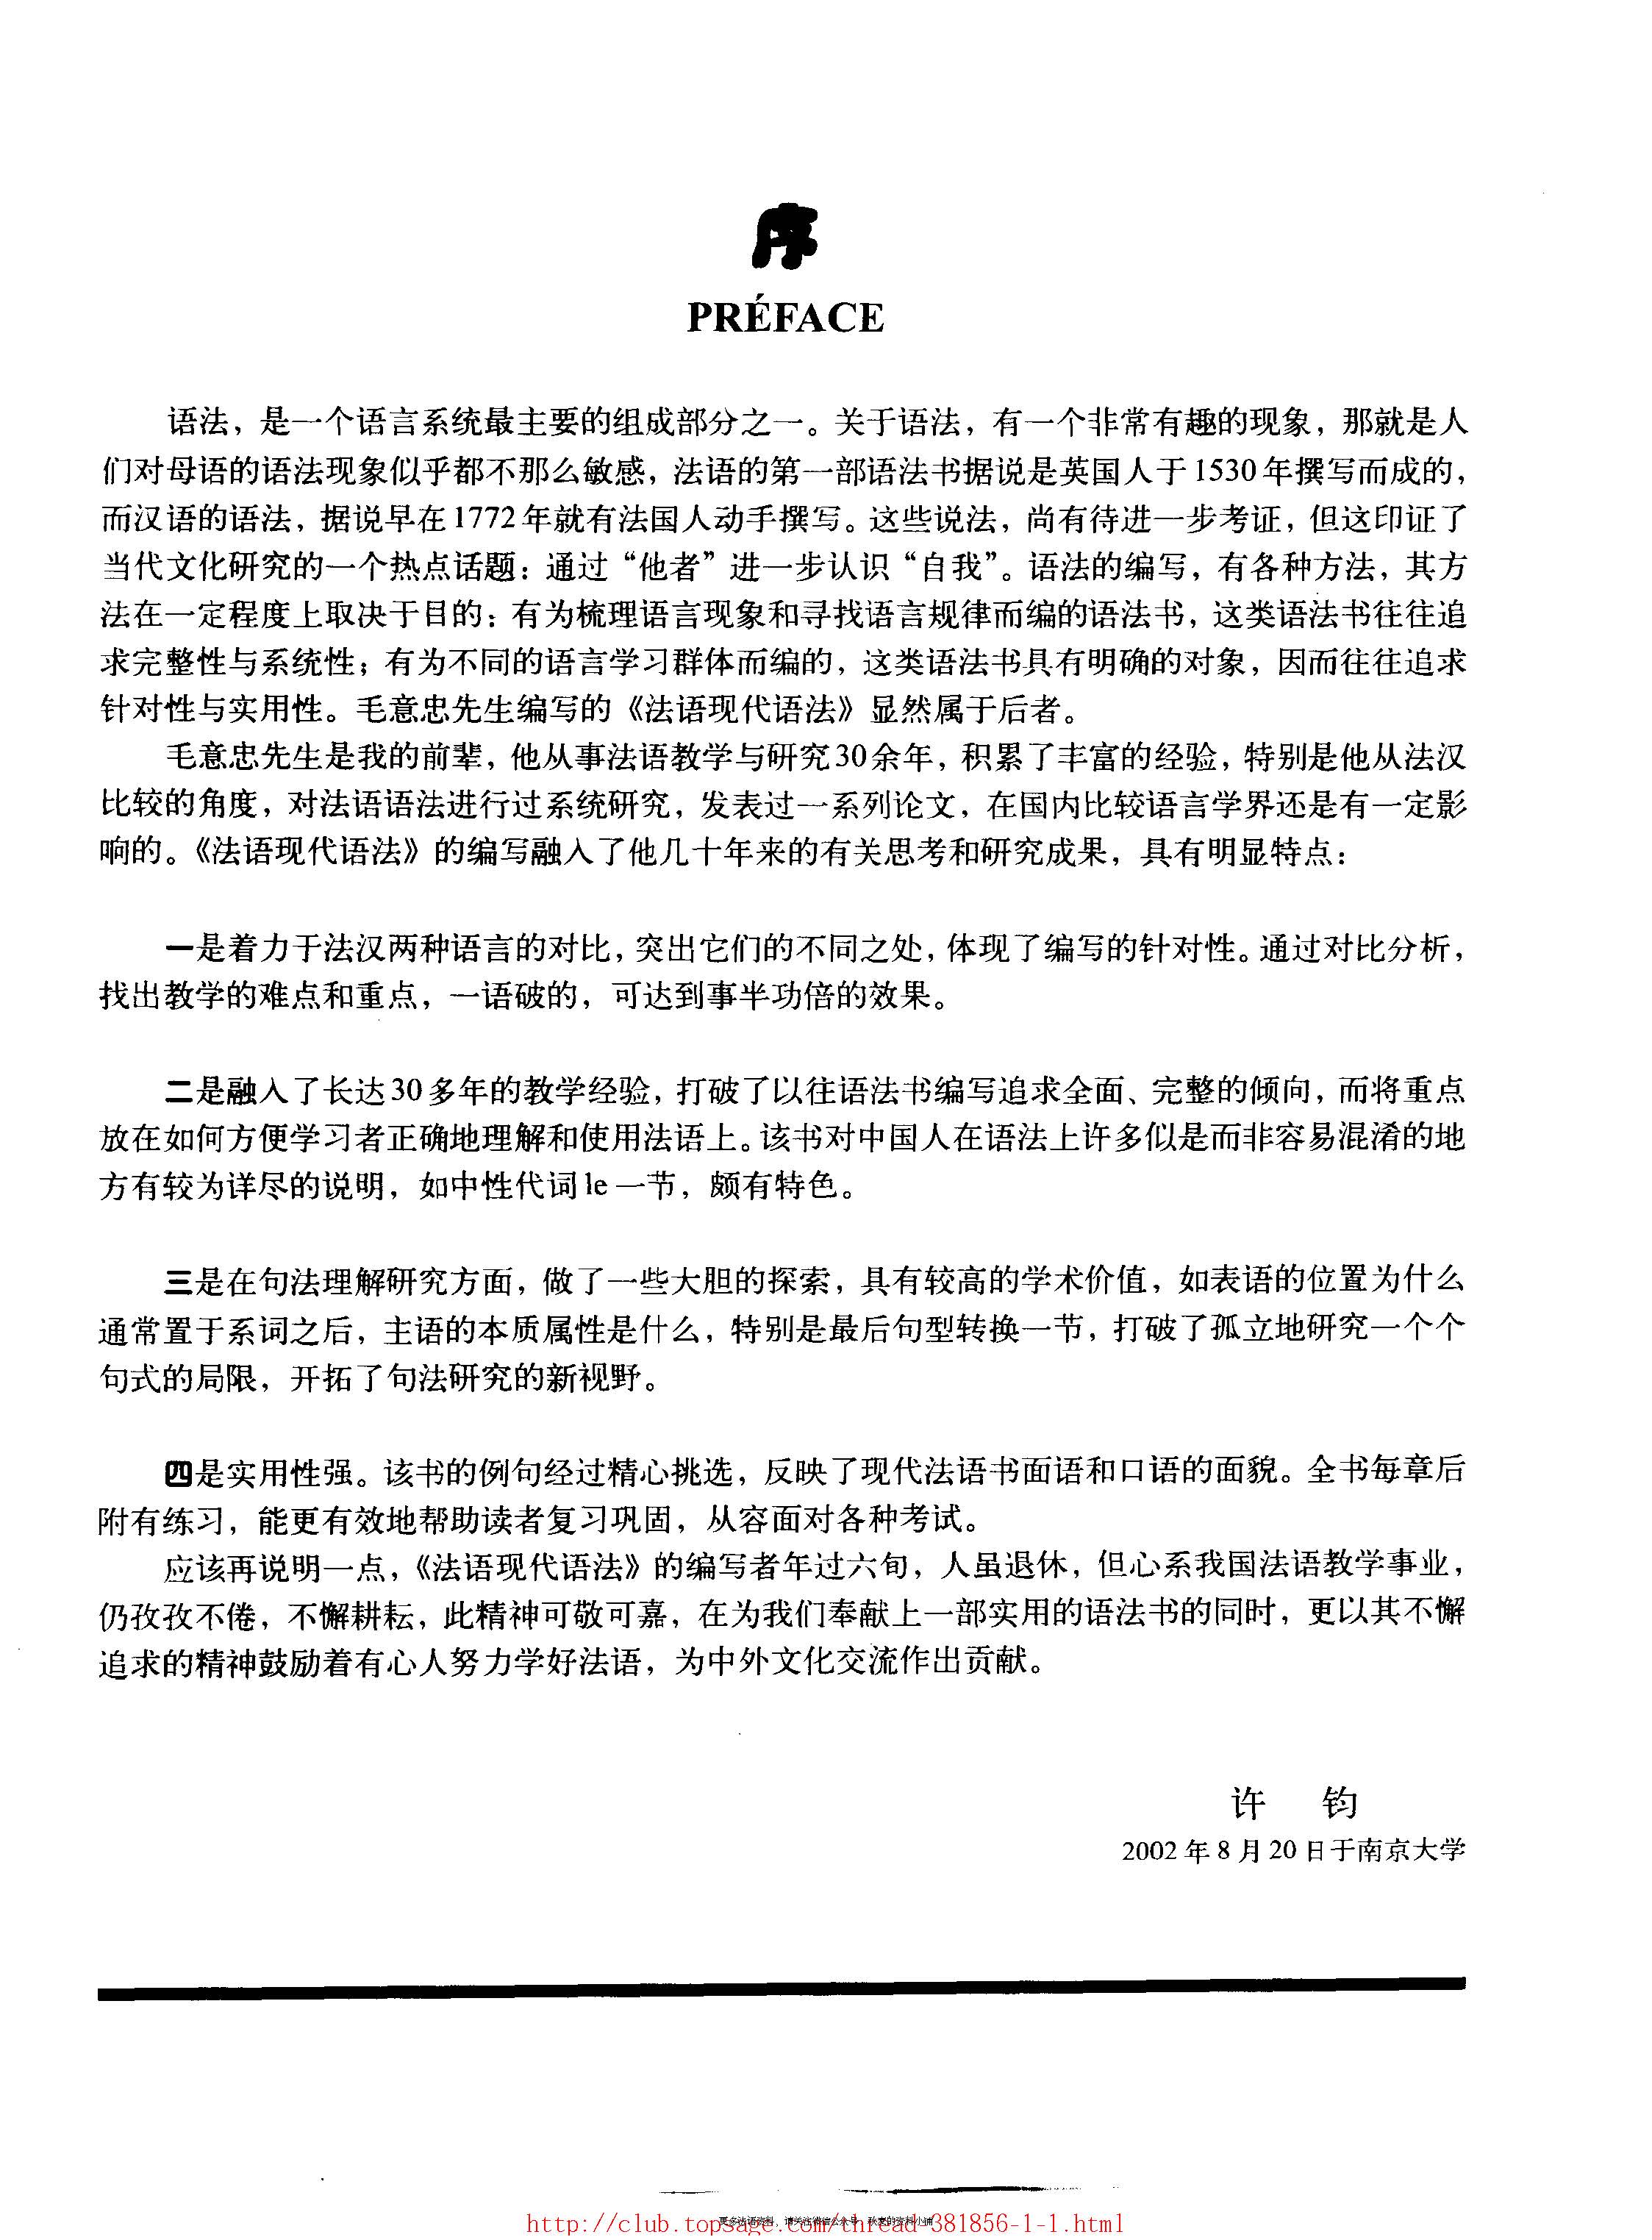 序
PRÉFACE
语法，是一个语言系统最主要的组成部分之一。关于语法，有一个非常有趣的现象，那就是人
们对母语的语法现象似乎都不那么敏感，法语的第一部语法书据说是英国人于1530年撰写而成的，
而汉语的语法，据说早在1772年就有法国人动手撰写。这些说法，尚有待进一步考证，但这印证了
当代文化研究的一个热点话题：通过“他者”进一步认识“自我”。语法的编写，有各种方法，其方
法在一定程度上取决于目的：有为梳理语言现象和寻找语言规律而编的语法书，这类语法书往往追
求完整性与系统性；有为不同的语言学习群体而编的，这类语法书具有明确的对象，因而往往追求
针对性与实用性。毛意忠先生编写的《法语现代语法》显然属于后者。
毛意忠先生是我的前辈，他从事法语教学与研究30余年，积累了丰富的经验，特别是他从法汉
比较的角度，对法语语法进行过系统研究，发表过一系列论文，在国内比较语言学界还是有一定影
响的。《法语现代语法》的编写融入了他几十年来的有关思考和研究成果，具有明显特点：
一是着力于法汉两种语言的对比，突出它们的不同之处，体现了编写的针对性。通过对比分析，
找出教学的难点和重点，一语破的，可达到事半功倍的效果。
二是融入了长达30多年的教学经验，打破了以往语法书编写追求全面、完整的倾向，而将重点
放在如何方便学习者正确地理解和使用法语上。该书对中国人在语法上许多似是而非容易混淆的地
方有较为详尽的说明，如中性代词le一节，颇有特色。
三是在句法理解研究方面，做了一些大胆的探索，具有较高的学术价值，如表语的位置为什么
通常置于系词之后，主语的本质属性是什么，特别是最后句型转换一节，打破了孤立地研究一个个
句式的局限，开拓了句法研究的新视野。
四是实用性强。该书的例句经过精心挑选，反映了现代法语书面语和口语的面貌。全书每章后
附有练习，能更有效地帮助读者复习巩固，从容面对各种考试。
应该再说明一点，《法语现代语法》的编写者年过六旬，人虽退休，但心系我国法语教学事业，
仍孜孜不倦，不懈耕耘，此精神可敬可嘉，在为我们奉献上一部实用的语法书的同时，更以其不懈
追求的精神鼓励着有心人努力学好法语，为中外文化交流作出贡献。
许 钧
2002年8月20日于南京大学
http://club.topsage.com/thread-381856-1-1.html